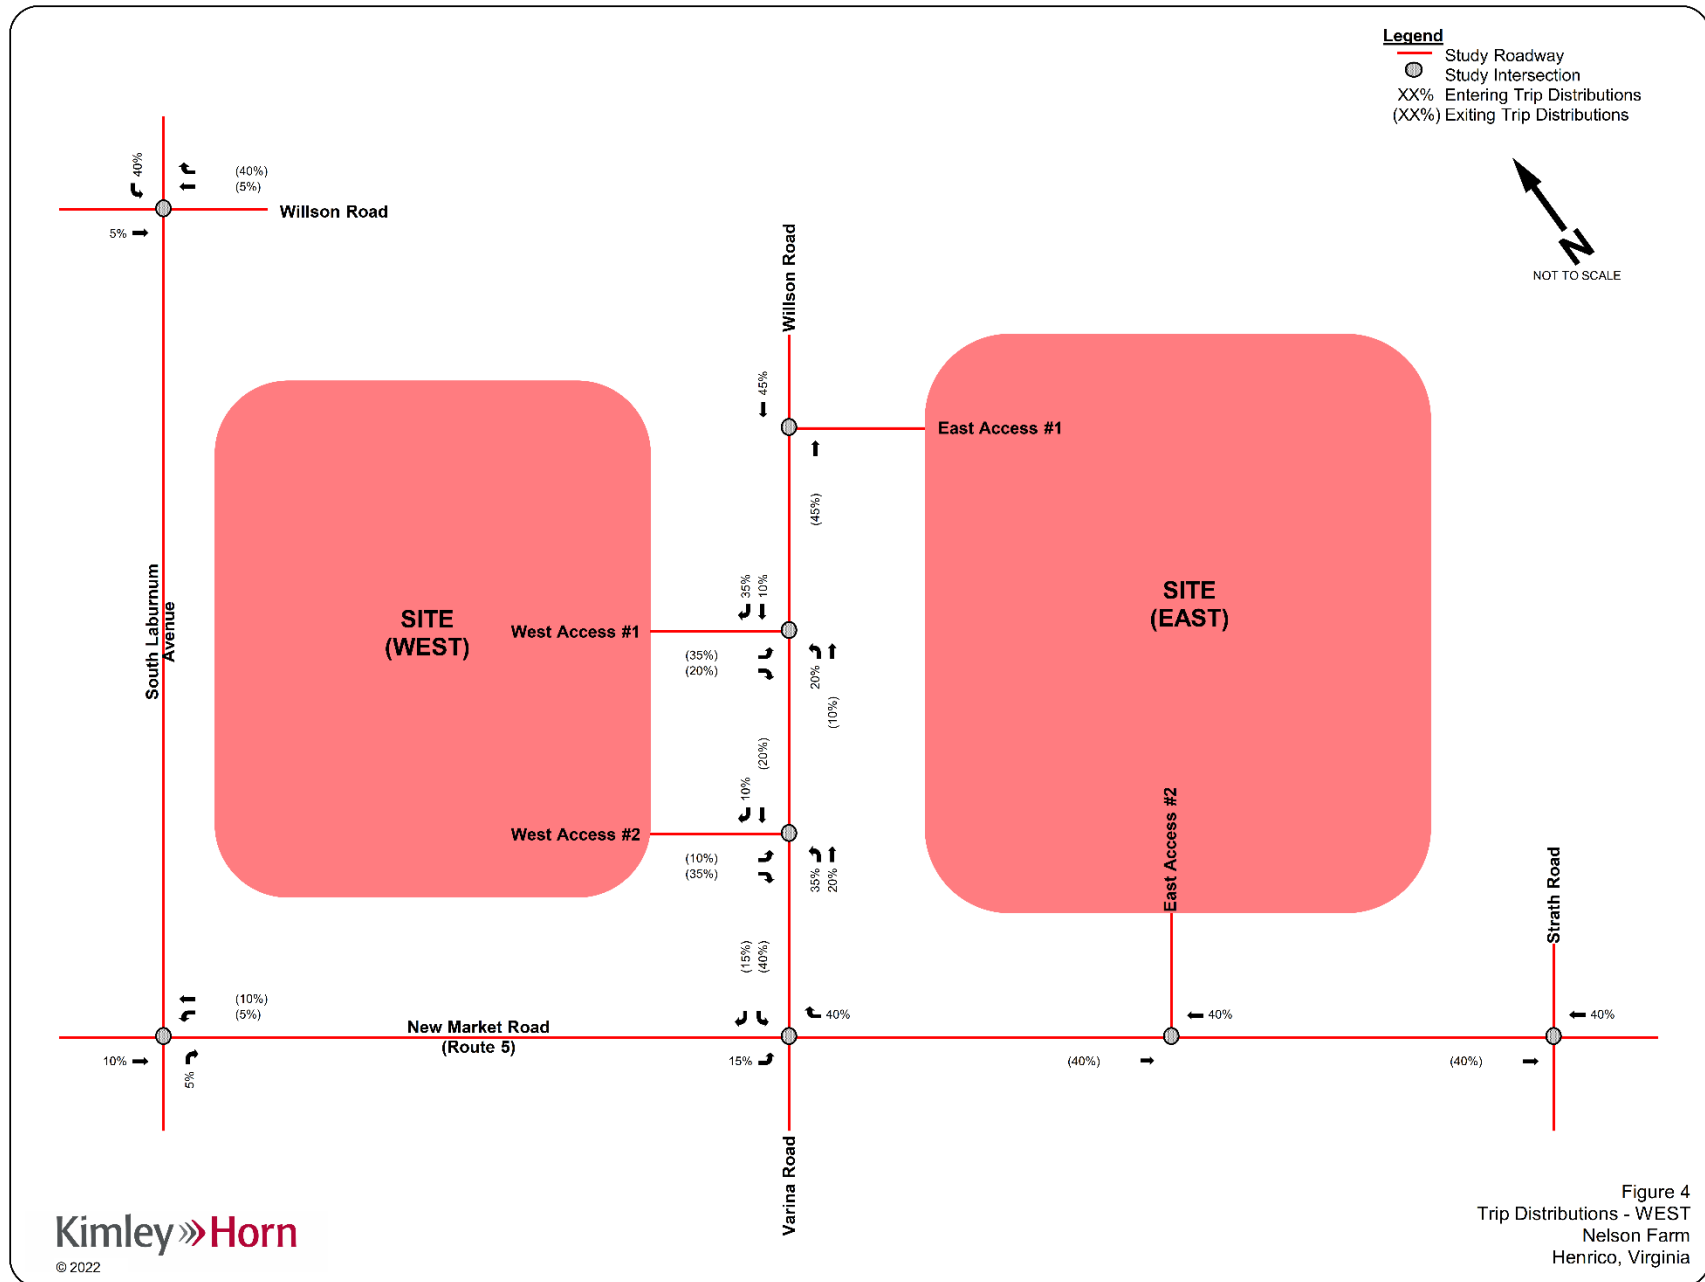 Legend
Study Roadway
Study Intersection
XX% Entering Trip Distributions
(XX%) Exiting Trip Distributions
N
NOT TO SCALE
40%
(40%)
(5%)
Willson Road
5%
Willson Road
45%
East Access #1
(45%)
South Laburnum
Avenue
SITE
(WEST)
SITE
(EAST)
35%
10%
West Access #1
(35%)
(20%)
20%
(10%)
(20%)
10%
West Access #2
(10%)
(35%)
35%
20%
East Access #2
Strath Road
(15%)
(40%)
(10%)
(5%)
New Market Road
(Route 5)
40%
40%
40%
10%
5%
15%
(40%)
(40%)
Varina Road
Kimley Horn
© 2022
Figure 4
Trip Distributions - WEST
Nelson Farm
Henrico, Virginia